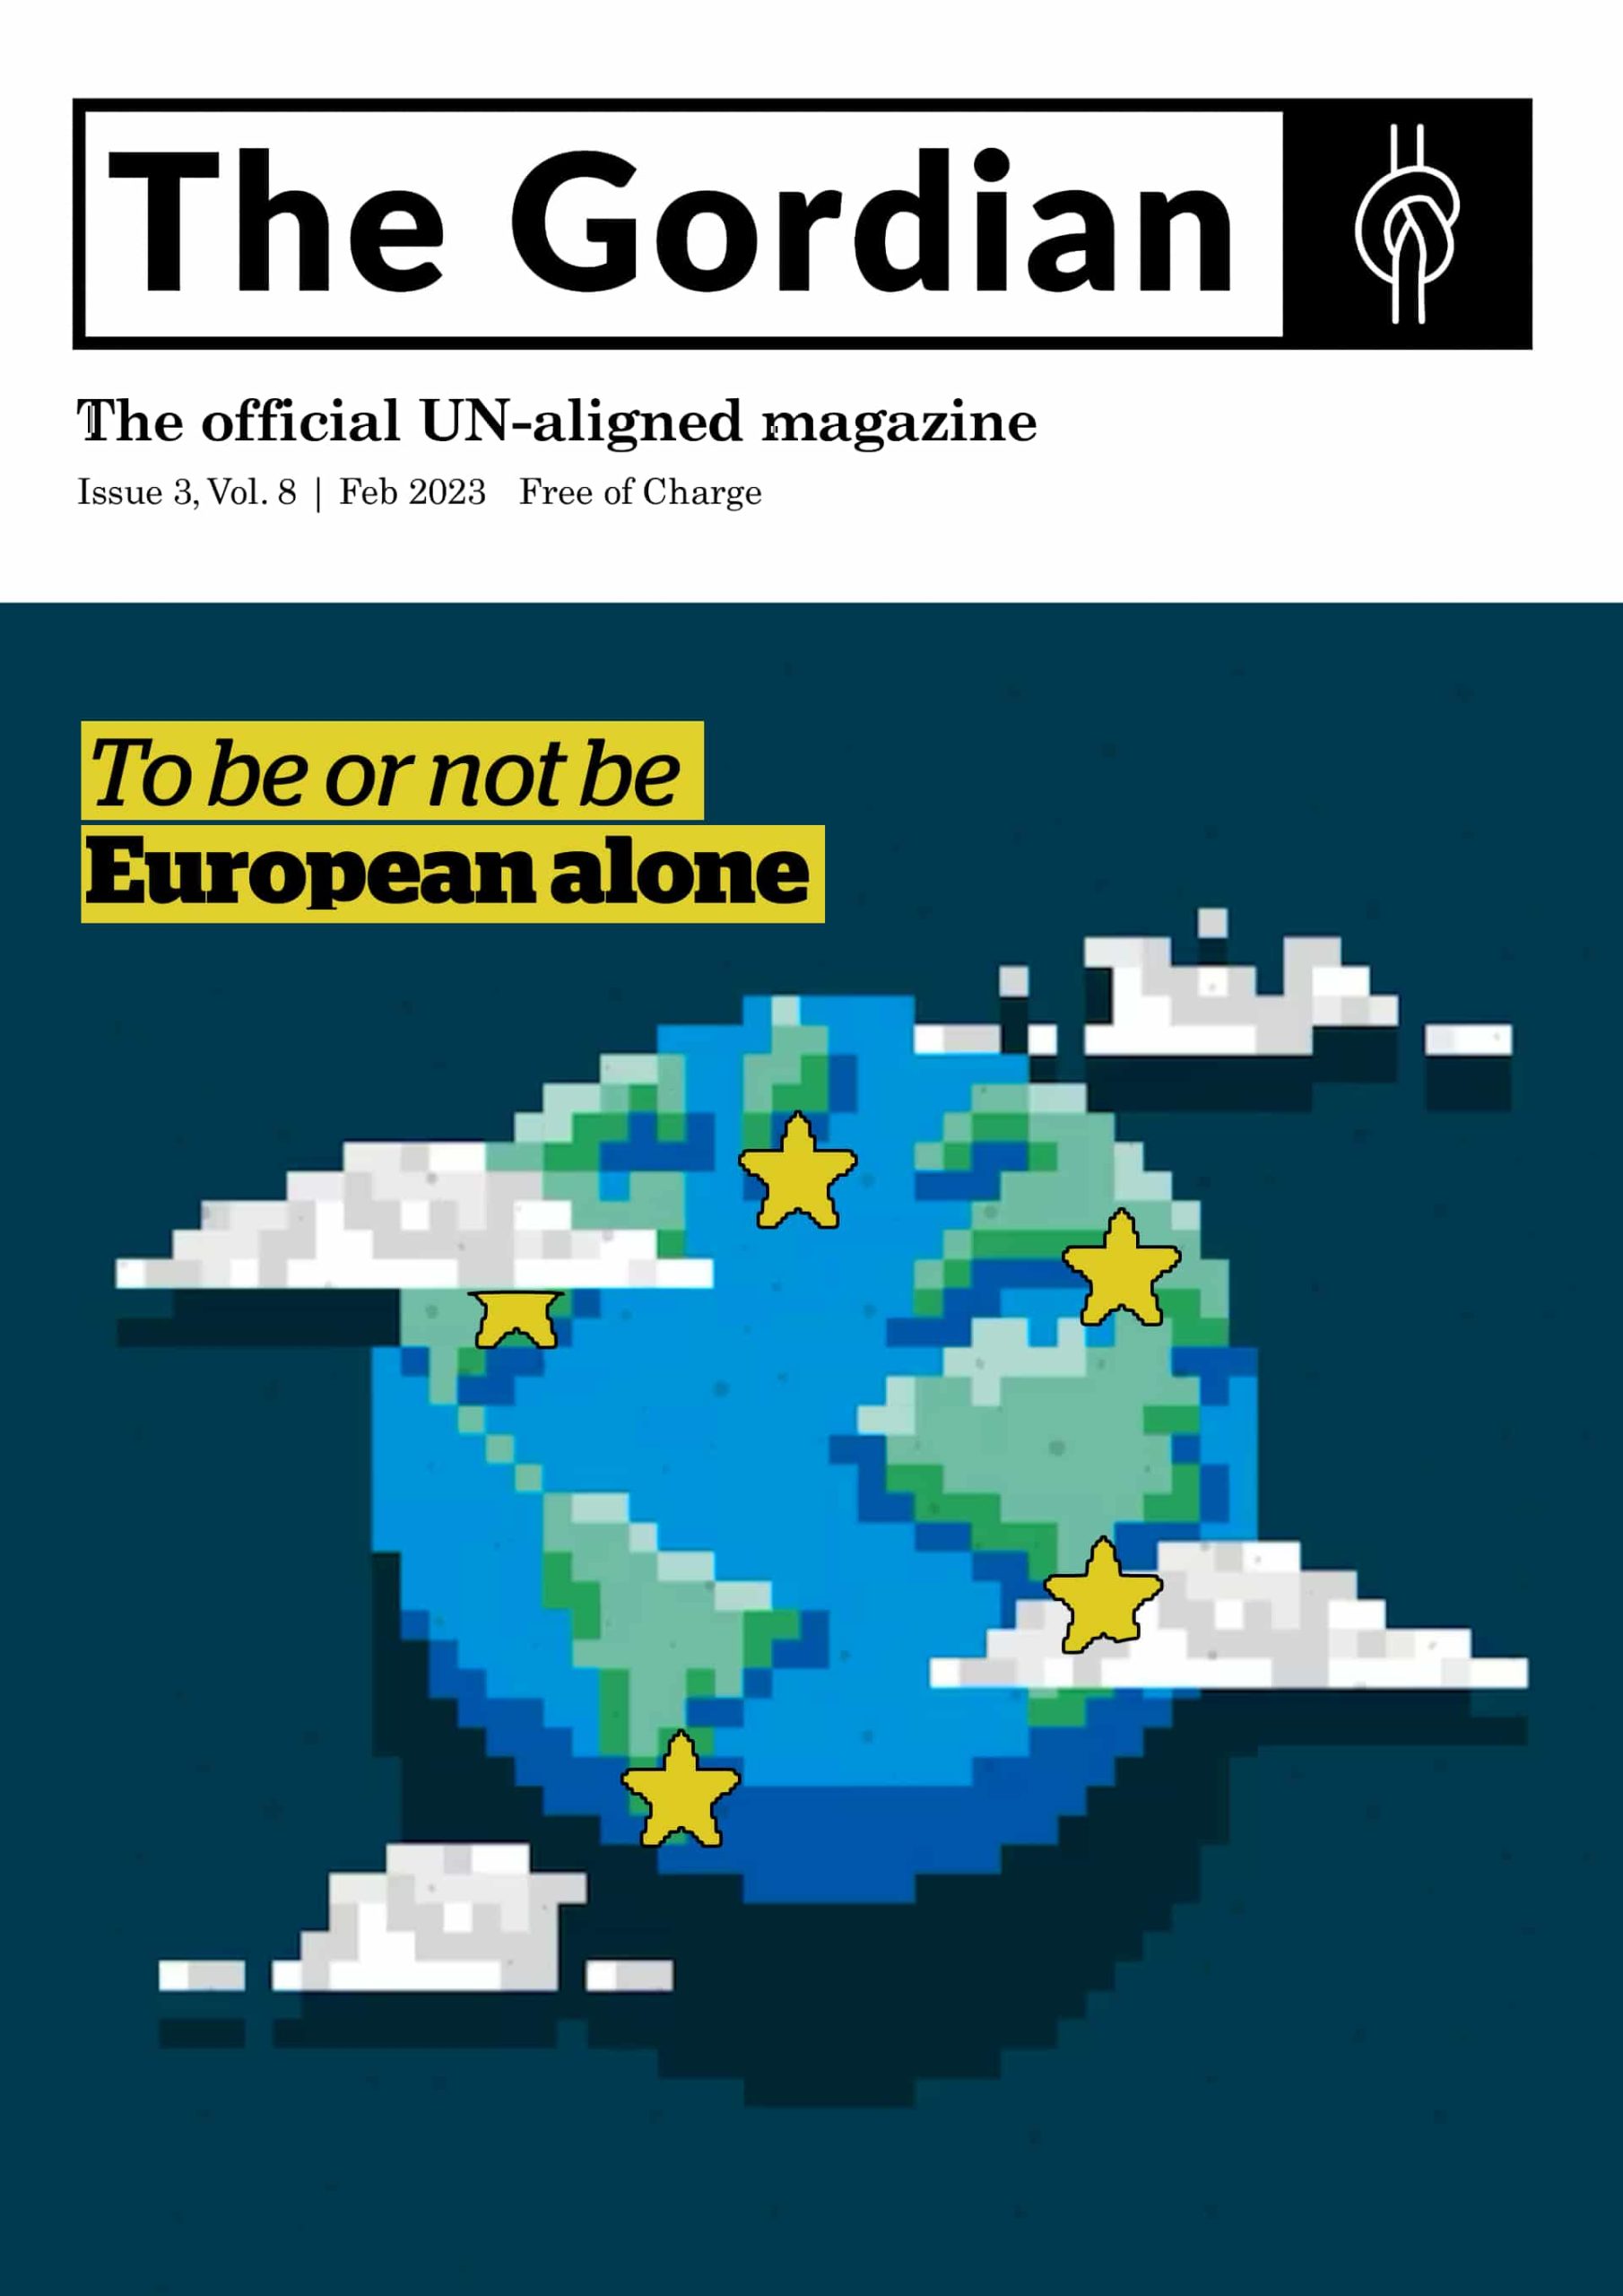 The Gordian
The official UN-aligned magazine
Issue 3, Vol. 8 | Feb 2023 Free of Charge
To be or not be
European alone